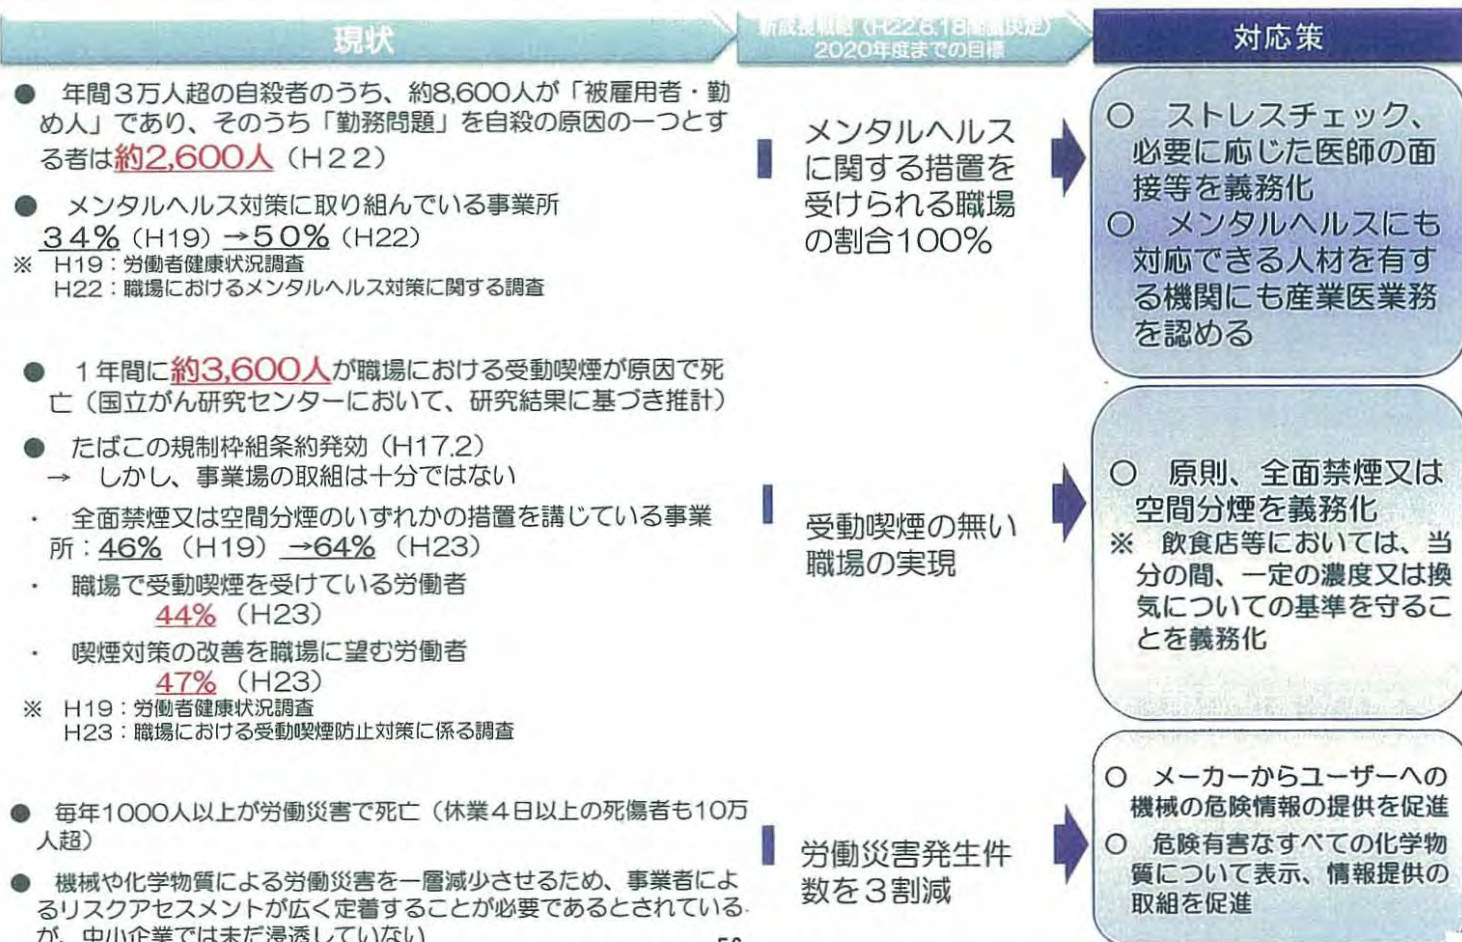 現状
新成長戦略（H22.6.18閣議決定）
2020年度までの目標
対応策
● 年間３万人超の自殺者のうち、約8,600人が「被雇用者・勤
め人」であり、そのうち「勤務問題」を自殺の原因の一つとす
る者は約2,600人（H２２）
● メンタルヘルス対策に取り組んでいる事業所
３４％（H19）→５０％（H22）
※ H19：労働者健康状況調査
H22：職場におけるメンタルヘルス対策に関する調査
メンタルヘルス
に関する措置を
受けられる職場
の割合100％
○ ストレスチェック、
必要に応じた医師の面
接等を義務化
○ メンタルヘルスにも
対応できる人材を有す
る機関にも産業医業務
を認める
● １年間に約3,600人が職場における受動喫煙が原因で死
亡（国立がん研究センターにおいて、研究結果に基づき推計）
● たばこの規制枠組条約発効（H17.2）
→ しかし、事業場の取組は十分ではない
・ 全面禁煙又は空間分煙のいずれかの措置を講じている事業
所：46%（H19）→64%（H23）
・ 職場で受動喫煙を受けている労働者
44%（H23）
・ 喫煙対策の改善を職場に望む労働者
47%（H23）
※ H19：労働者健康状況調査
H23：職場における受動喫煙防止対策に係る調査
受動喫煙の無い
職場の実現
○ 原則、全面禁煙又は
空間分煙を義務化
※ 飲食店等においては、当
分の間、一定の濃度又は換
気についての基準を守るこ
とを義務化
● 毎年1000人以上が労働災害で死亡（休業４日以上の死傷者も10万
人超）
● 機械や化学物質による労働災害を一層減少させるため、事業者によ
るリスクアセスメントが広く定着することが必要であるとされている
が、中小企業では未だ浸透していない
労働災害発生件
数を３割減
○ メーカーからユーザーへの
機械の危険情報の提供を促進
○ 危険有害なすべての化学物
質について表示、情報提供の
取組を促進